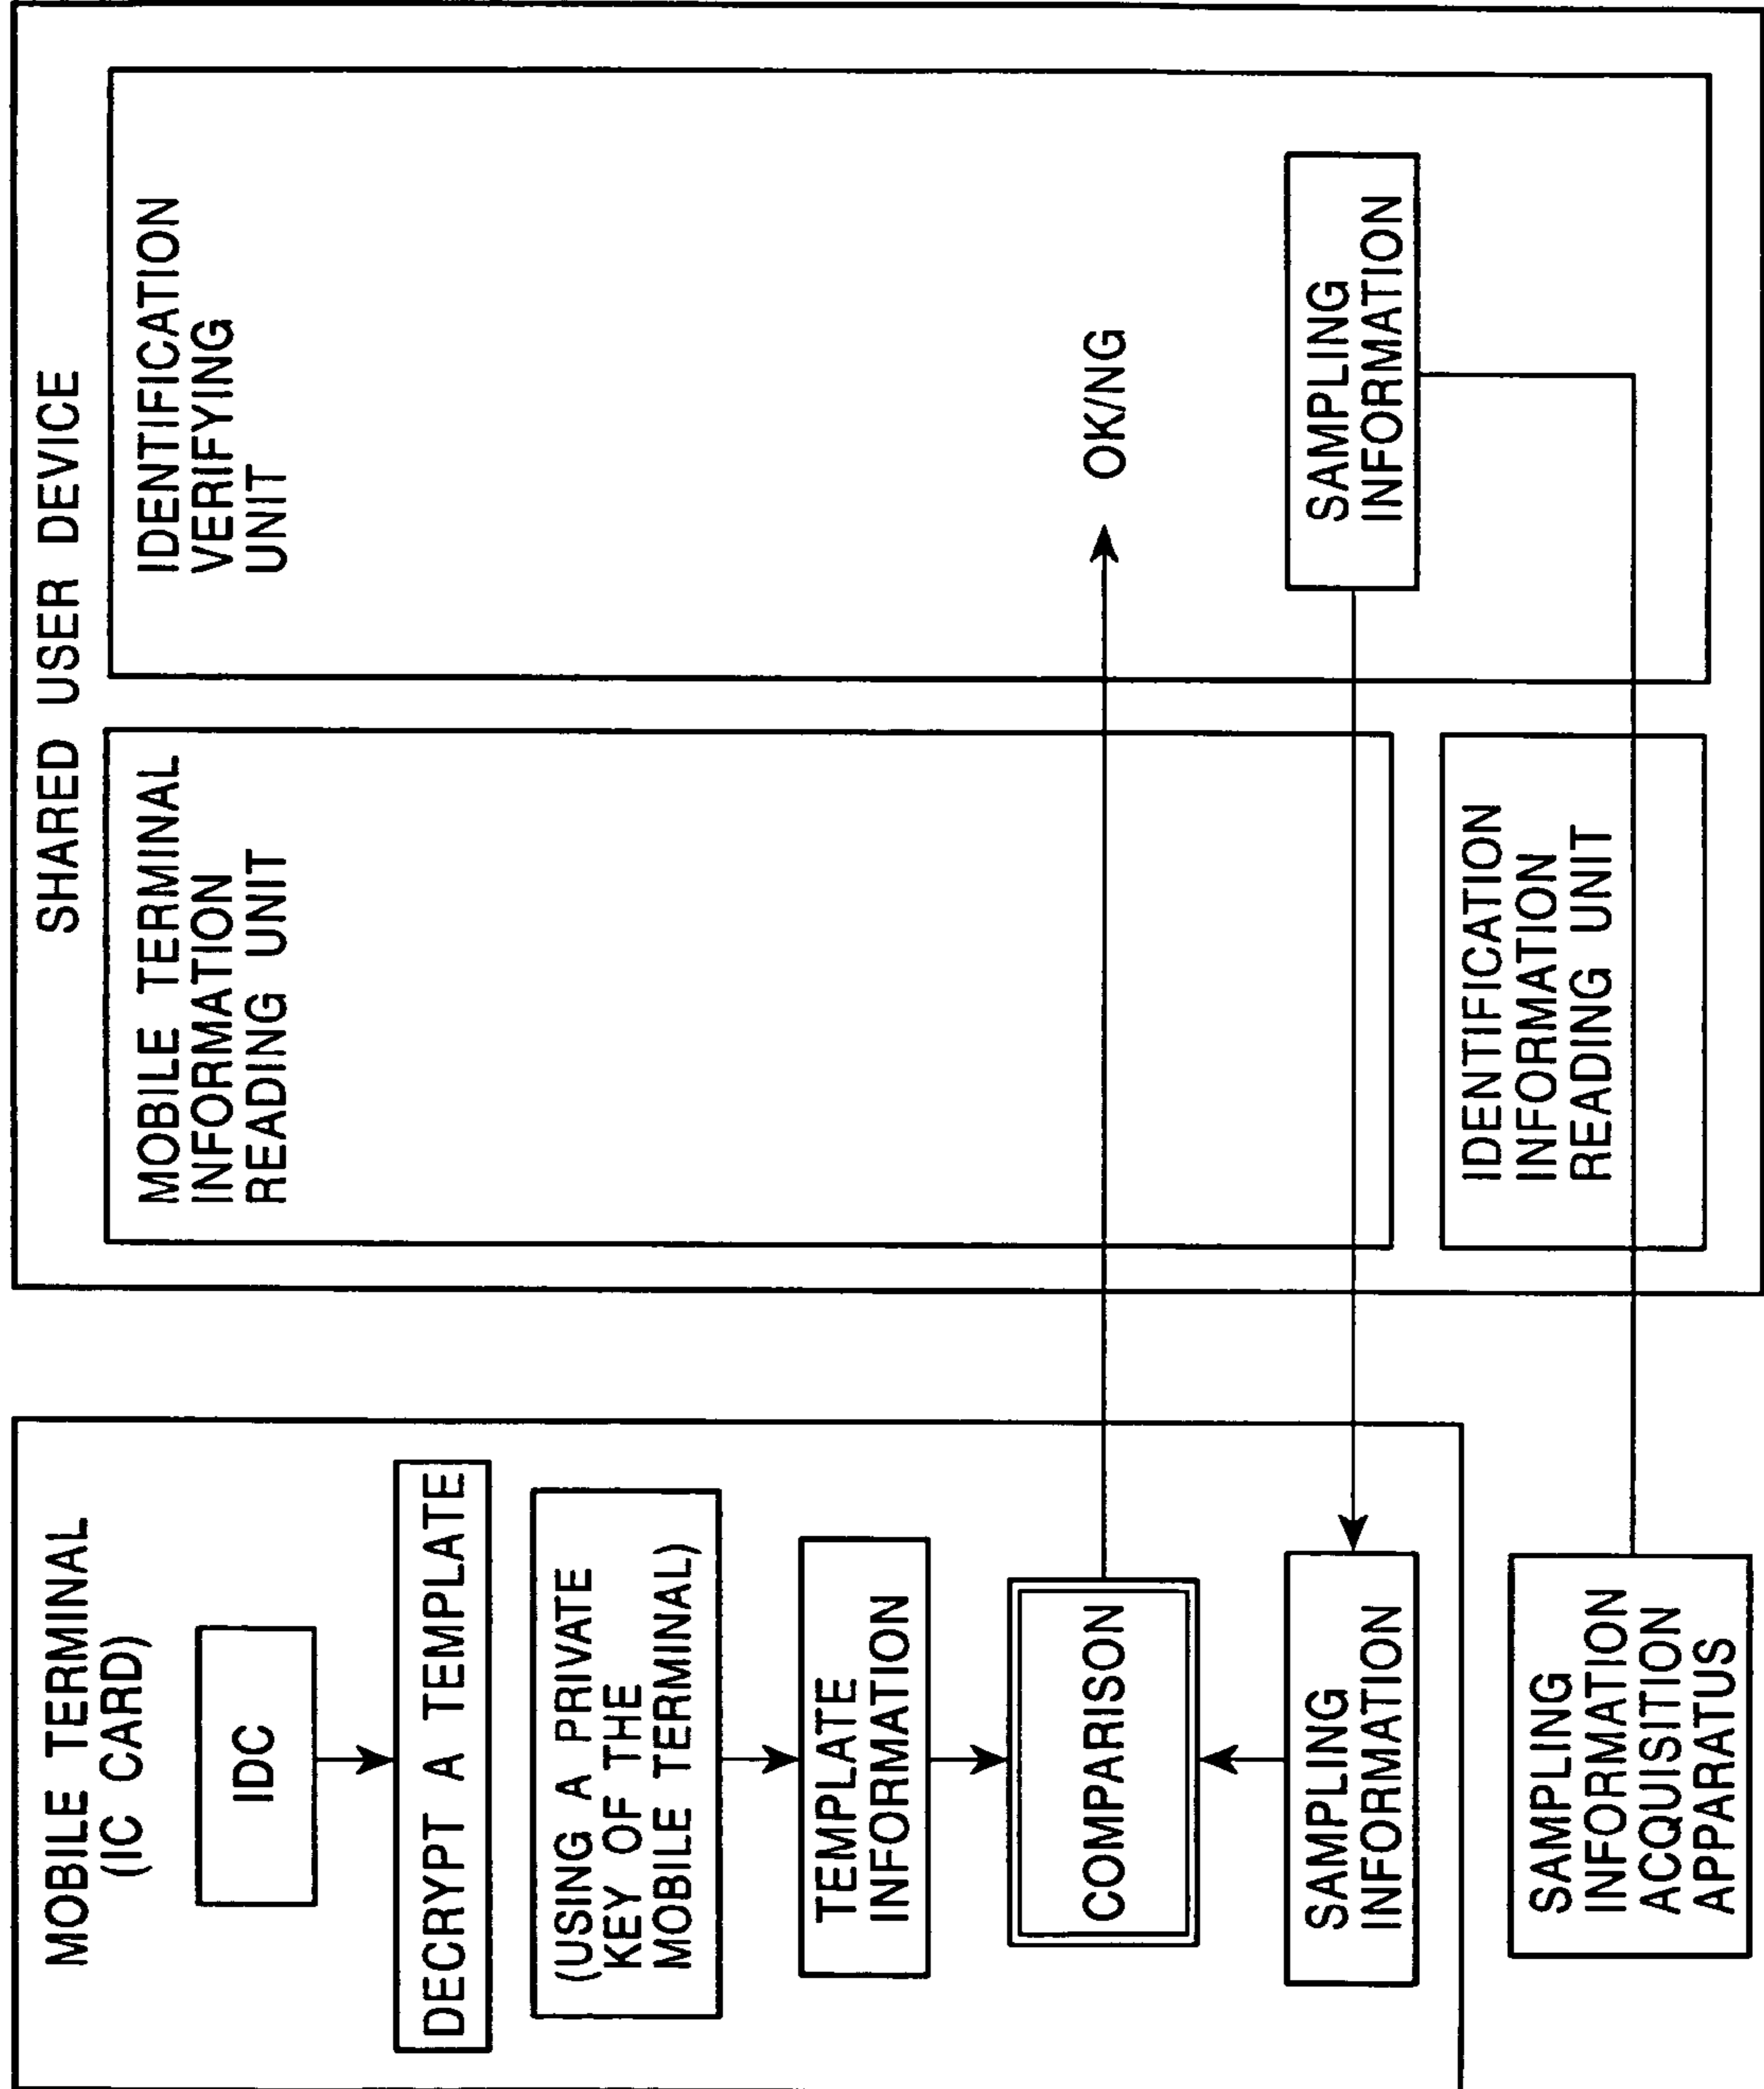 MOBILE TERMINAL
(IC CARD)
IDC
DECRYPT A TEMPLATE
(USING A PRIVATE
KEY OF THE
MOBILE TERMINAL)
TEMPLATE
INFORMATION
COMPARISON
SAMPLING
INFORMATION
SAMPLING
INFORMATION
ACQUISITION
APPARATUS
SHARED USER DEVICE
MOBILE TERMINAL
INFORMATION
READING UNIT
IDENTIFICATION
INFORMATION
READING UNIT
IDENTIFICATION
VERIFYING
UNIT
OK/NG
SAMPLING
INFORMATION